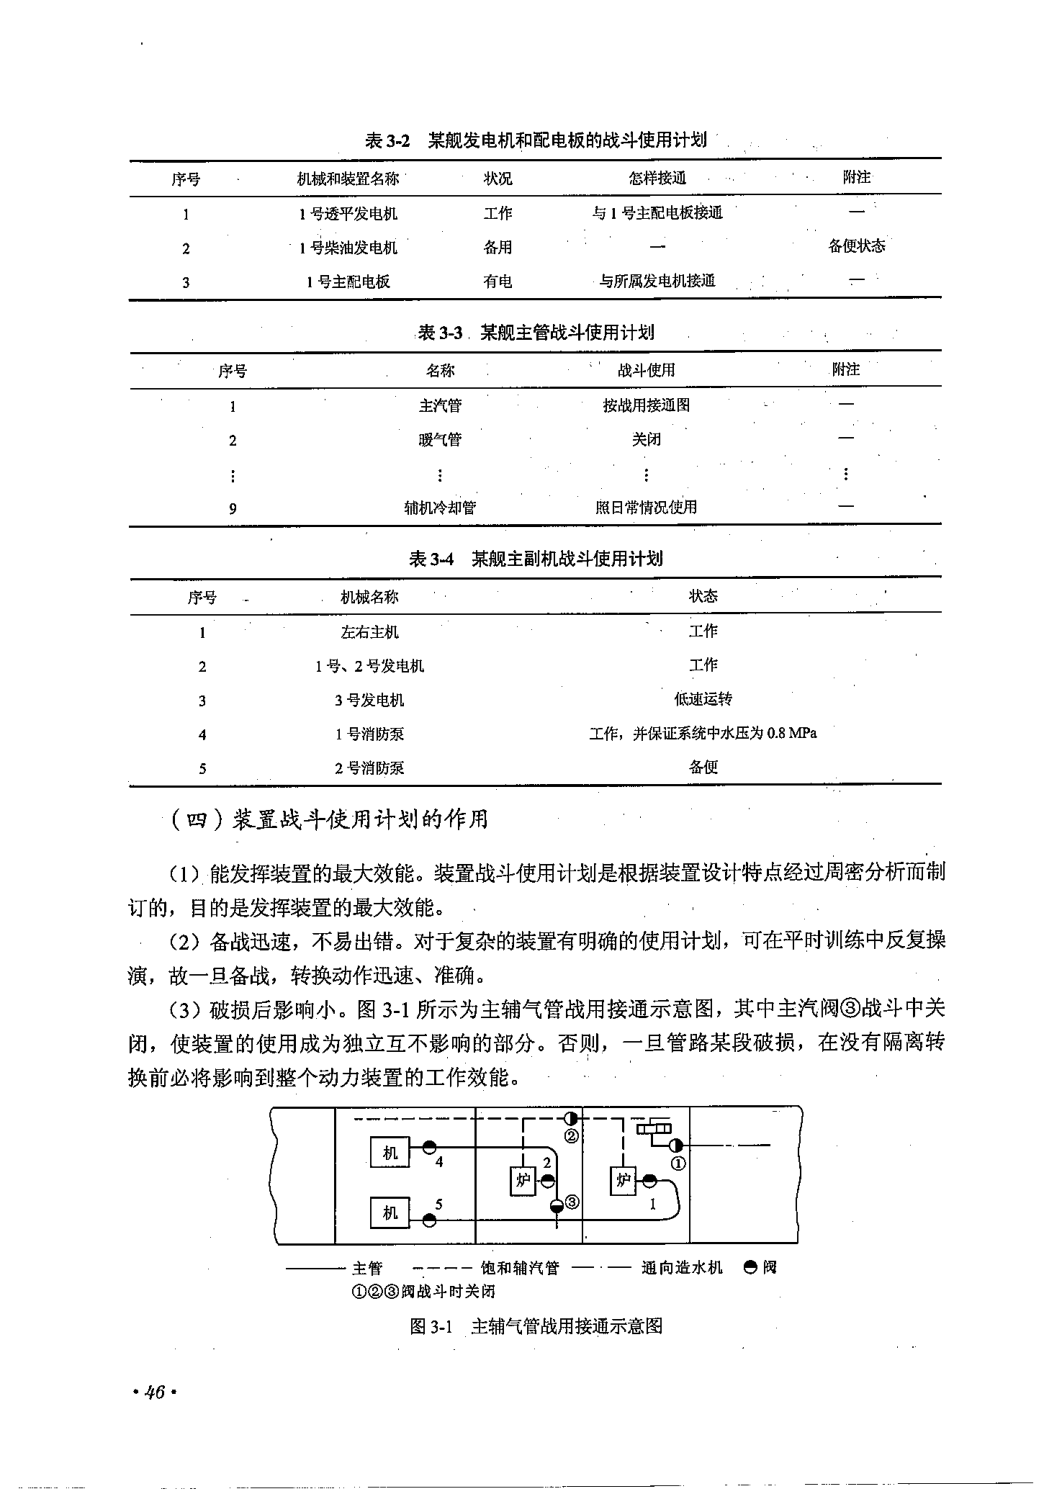 表 3-2 某舰发电机和配电板的战斗使用计划
序号 机械和装置名称 状况 怎样接通 附注
1 1 号透平发电机 工作 与 1 号主配电板接通 —
2 1 号柴油发电机 备用 — 备便状态
3 1 号主配电板 有电 与所属发电机接通 —
表 3-3 某舰主管战斗使用计划
序号 名称 战斗使用 附注
1 主汽管 按战用接通图 —
2 暖气管 关闭 —
⋮ ⋮ ⋮ ⋮
9 辅机冷却管 照日常情况使用 —
表 3-4 某舰主副机战斗使用计划
序号 机械名称 状态
1 左右主机 工作
2 1 号、2 号发电机 工作
3 3 号发电机 低速运转
4 1 号消防泵 工作，并保证系统中水压为 0.8 MPa
5 2 号消防泵 备便
（四）装置战斗使用计划的作用
（1）能发挥装置的最大效能。装置战斗使用计划是根据装置设计特点经过周密分析而制
订的，目的是发挥装置的最大效能。
（2）备战迅速，不易出错。对于复杂的装置有明确的使用计划，可在平时训练中反复操
演，故一旦备战，转换动作迅速、准确。
（3）破损后影响小。图 3-1 所示为主辅气管战用接通示意图，其中主汽阀③战斗中关
闭，使装置的使用成为独立互不影响的部分。否则，一旦管路某段破损，在没有隔离转
换前必将影响到整个动力装置的工作效能。
②
机 4 2 炉 炉 ①
机 5 ③ 1
主管 饱和辅汽管 通向造水机 阀
①②③阀战斗时关闭
图 3-1 主辅气管战用接通示意图
·46·